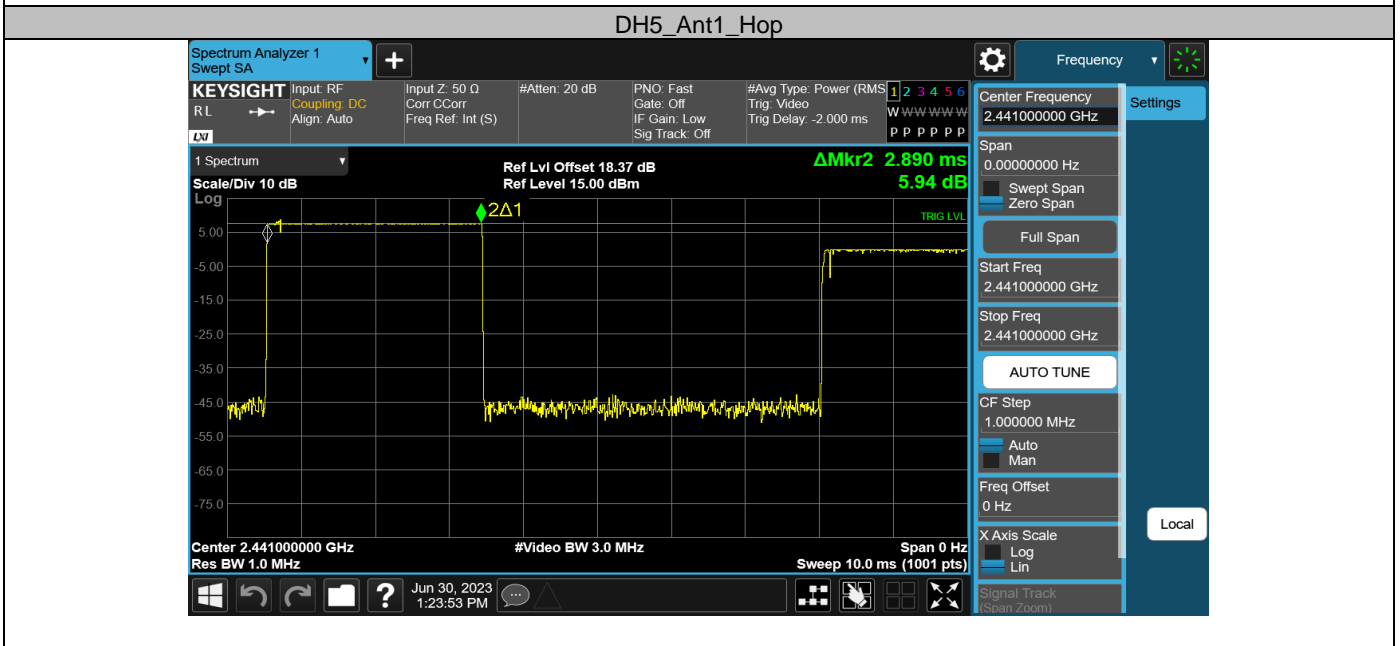 DH5_Ant1_Hop
Spectrum Analyzer 1
Swept SA
+
Frequency
KEYSIGHT
RL
LXI
Input: RF
Coupling: DC
Align: Auto
Input Z: 50 Ω
Corr CCorr
Freq Ref: Int (S)
#Atten: 20 dB
PNO: Fast
Gate: Off
IF Gain: Low
Sig Track: Off
#Avg Type: Power (RMS
Trig: Video
Trig Delay: -2.000 ms
1 2 3 4 5 6
W W W W W W
P P P P P P
1 Spectrum
Scale/Div 10 dB
Log
Ref Lvl Offset 18.37 dB
Ref Level 15.00 dBm
ΔMkr2 2.890 ms
5.94 dB
2Δ1
1
TRIG LVL
5.00
-5.00
-15.0
-25.0
-35.0
-45.0
-55.0
-65.0
-75.0
Center 2.441000000 GHz
#Video BW 3.0 MHz
Span 0 Hz
Res BW 1.0 MHz
Sweep 10.0 ms (1001 pts)
Center Frequency
2.441000000 GHz
Settings
Span
0.00000000 Hz
Swept Span
Zero Span
Full Span
Start Freq
2.441000000 GHz
Stop Freq
2.441000000 GHz
AUTO TUNE
CF Step
1.000000 MHz
Auto
Man
Freq Offset
0 Hz
Local
X Axis Scale
Log
Lin
Signal Track
(Span Zoom)
?
Jun 30, 2023
1:23:53 PM